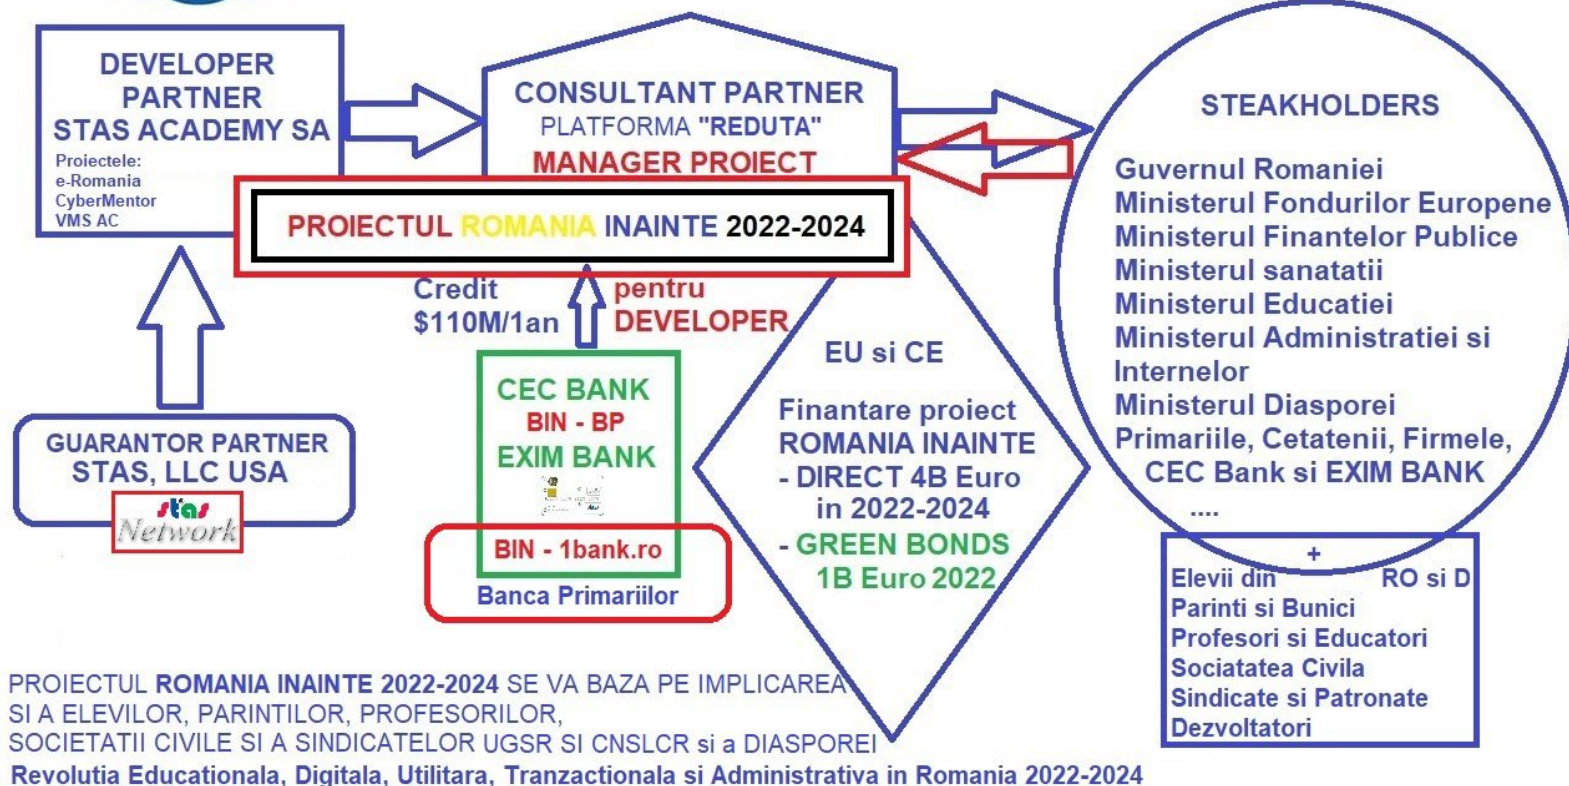 DEVELOPER
PARTNER
STAS ACADEMY SA
Proiectele:
e-Romania
CyberMentor
VMS AC
CONSULTANT PARTNER
PLATFORMA "REDUTA"
MANAGER PROIECT
PROIECTUL ROMANIA INAINTE 2022-2024
STEAKHOLDERS
Guvernul Romaniei
Ministerul Fondurilor Europene
Ministerul Finantelor Publice
Ministerul sanatatii
Ministerul Educatiei
Ministerul Administratiei si
Internelor
Ministerul Diasporei
Primariile, Cetatenii, Firmele,
CEC Bank si EXIM BANK
....
+
Elevii din RO si D
Parinti si Bunici
Profesori si Educatori
Sociatatea Civila
Sindicate si Patronate
Dezvoltatori
GUARANTOR PARTNER
STAS, LLC USA
stas
Network
Credit
$110M/1an
pentru
DEVELOPER
CEC BANK
BIN - BP
EXIM BANK
BIN - 1bank.ro
Banca Primariilor
EU si CE
Finantare proiect
ROMANIA INAINTE
- DIRECT 4B Euro
in 2022-2024
- GREEN BONDS
1B Euro 2022
PROIECTUL ROMANIA INAINTE 2022-2024 SE VA BAZA PE IMPLICAREA
SI A ELEVILOR, PARINTILOR, PROFESORILOR,
SOCIETATII CIVILE SI A SINDICATELOR UGSR SI CNSLCR si a DIASPOREI
Revolutia Educationala, Digitala, Utilitara, Tranzactionala si Administrativa in Romania 2022-2024